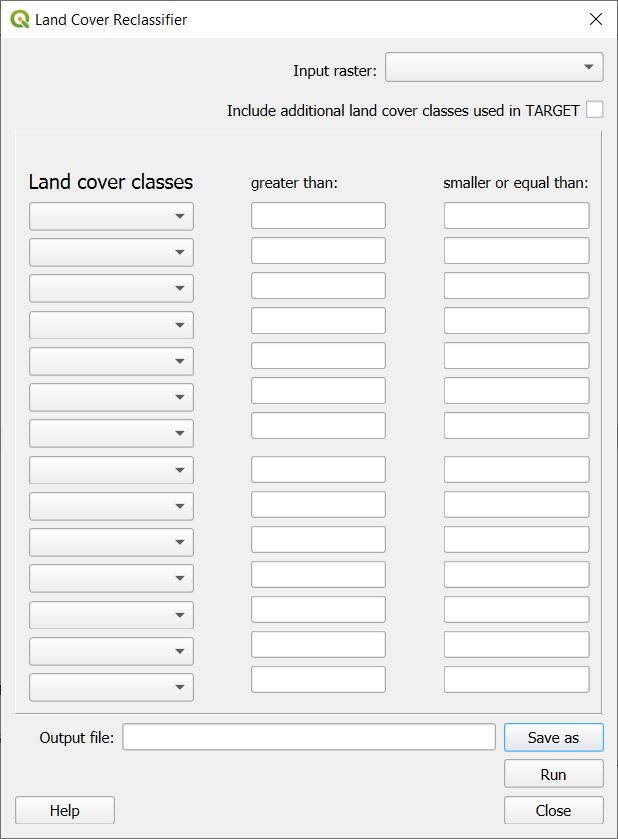 Land Cover Reclassifier
Input raster:
Include additional land cover classes used in TARGET
Land cover classes greater than: smaller or equal than:
Output file: Save as
Run
Help Close